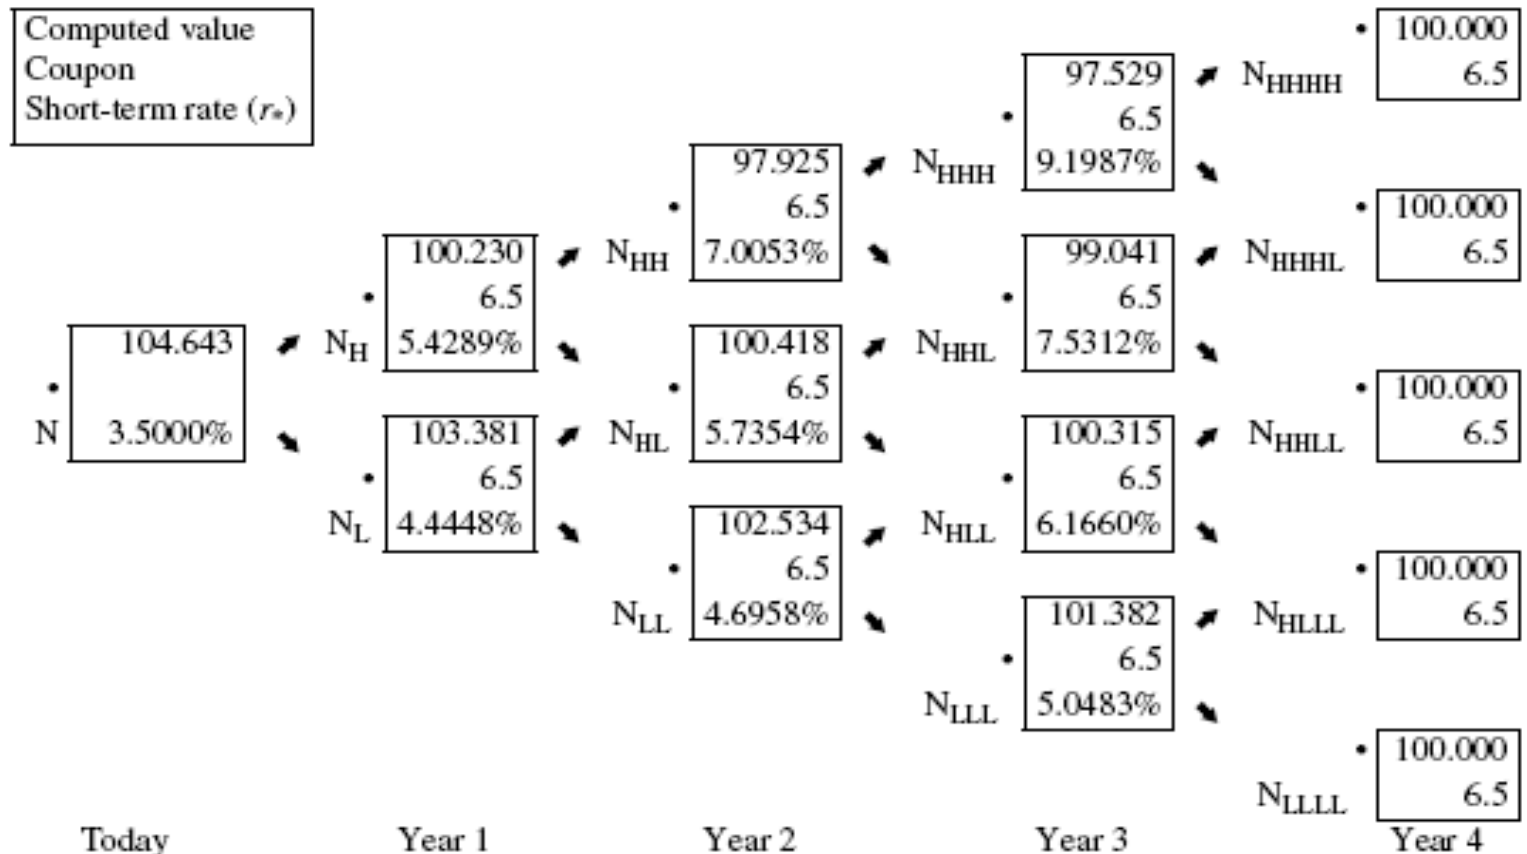 Computed value
Coupon
Short-term rate (r*)
• 100.000
N_HHHH 6.5
97.529
• 6.5
N_HHH 9.1987%
97.925
• 6.5
N_HH 7.0053%
• 100.000
N_HHHL 6.5
100.230
• 6.5
N_H 5.4289%
99.041
• 6.5
N_HHL 7.5312%
104.643
•
N 3.5000%
100.418
• 6.5
N_HL 5.7354%
• 100.000
N_HHLL 6.5
103.381
• 6.5
N_L 4.4448%
100.315
• 6.5
N_HLL 6.1660%
102.534
• 6.5
N_LL 4.6958%
• 100.000
N_HLLL 6.5
101.382
• 6.5
N_LLL 5.0483%
• 100.000
N_LLLL 6.5
Today Year 1 Year 2 Year 3 Year 4